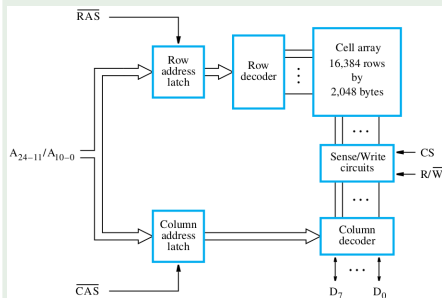 RAS
Row
address
latch
Row
decoder
Cell array
16,384 rows
by
2,048 bytes
...
...
A24–11/A10–0
Sense/Write
circuits
CS
R/W
...
Column
address
latch
Column
decoder
CAS
D7 ... D0